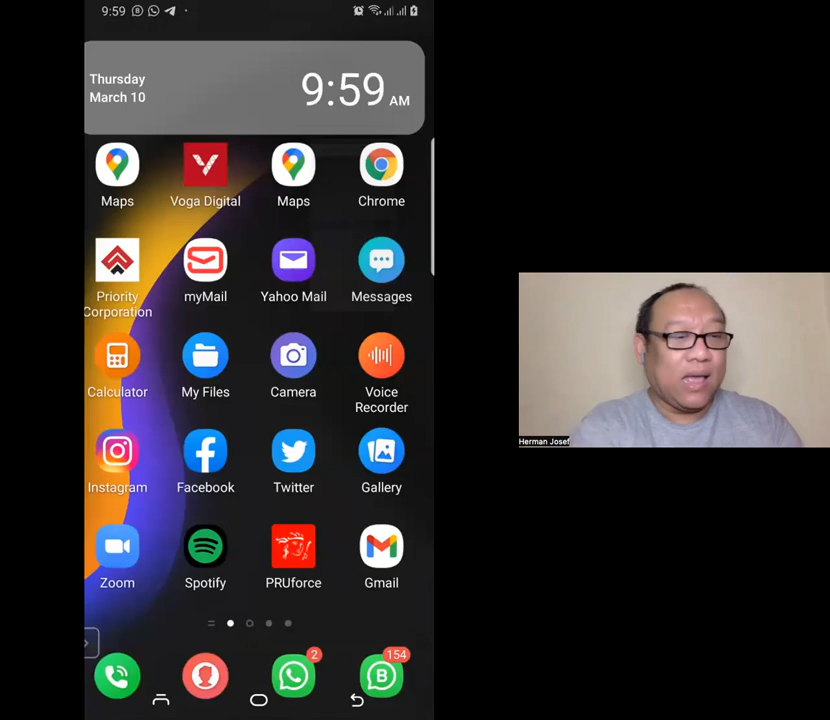 9:59
Thursday
March 10
9:59 AM
Maps
Voga Digital
Maps
Chrome
Priority
Corporation
myMail
Yahoo Mail
Messages
Calculator
My Files
Camera
Voice
Recorder
Instagram
Facebook
Twitter
Gallery
Zoom
Spotify
PRUforce
Gmail
2
B
154
Herman Josef